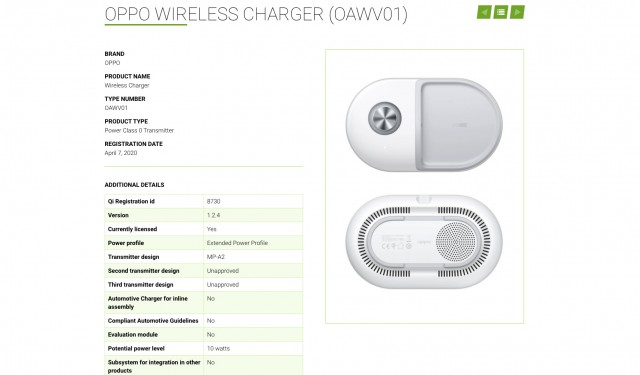 OPPO WIRELESS CHARGER (OAWV01)
BRAND
OPPO
PRODUCT NAME
Wireless Charger
TYPE NUMBER
OAWV01
PRODUCT TYPE
Power Class 0 Transmitter
REGISTRATION DATE
April 7, 2020
ADDITIONAL DETAILS
Qi Registration id 8730
Version 1.2.4
Currently licensed Yes
Power profile Extended Power Profile
Transmitter design MP-A2
Second transmitter design Unapproved
Third transmitter design Unapproved
Automotive Charger for inline No
assembly
Compliant Automotive Guidelines No
Evaluation module No
Potential power level 10 watts
Subsystem for integration in other No
products